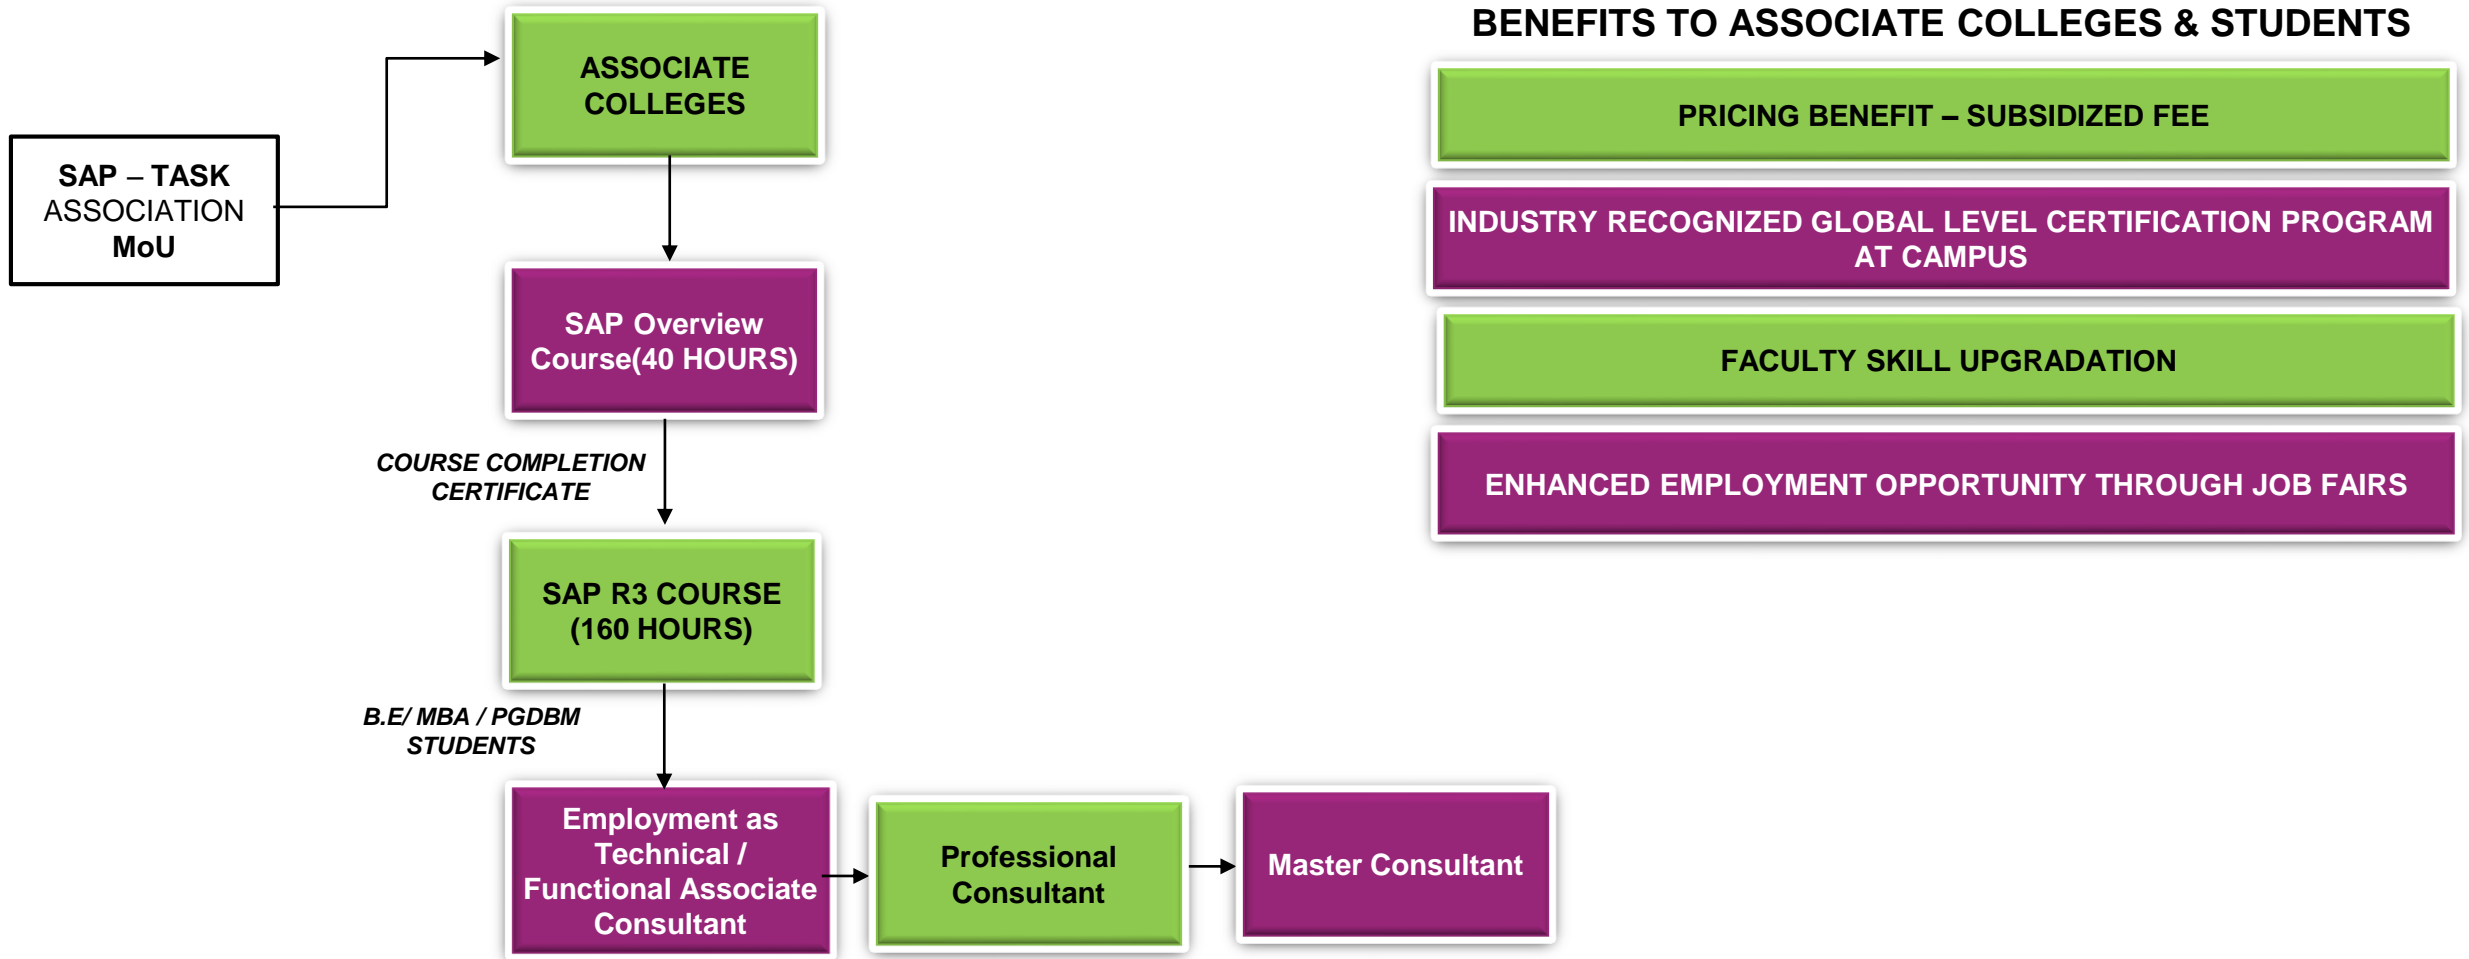 SAP – TASK
ASSOCIATION
MoU
ASSOCIATE
COLLEGES
SAP Overview
Course(40 HOURS)
COURSE COMPLETION
CERTIFICATE
SAP R3 COURSE
(160 HOURS)
B.E/ MBA / PGDBM
STUDENTS
Employment as
Technical /
Functional Associate
Consultant
Professional
Consultant
Master Consultant
BENEFITS TO ASSOCIATE COLLEGES & STUDENTS
PRICING BENEFIT – SUBSIDIZED FEE
INDUSTRY RECOGNIZED GLOBAL LEVEL CERTIFICATION PROGRAM
AT CAMPUS
FACULTY SKILL UPGRADATION
ENHANCED EMPLOYMENT OPPORTUNITY THROUGH JOB FAIRS